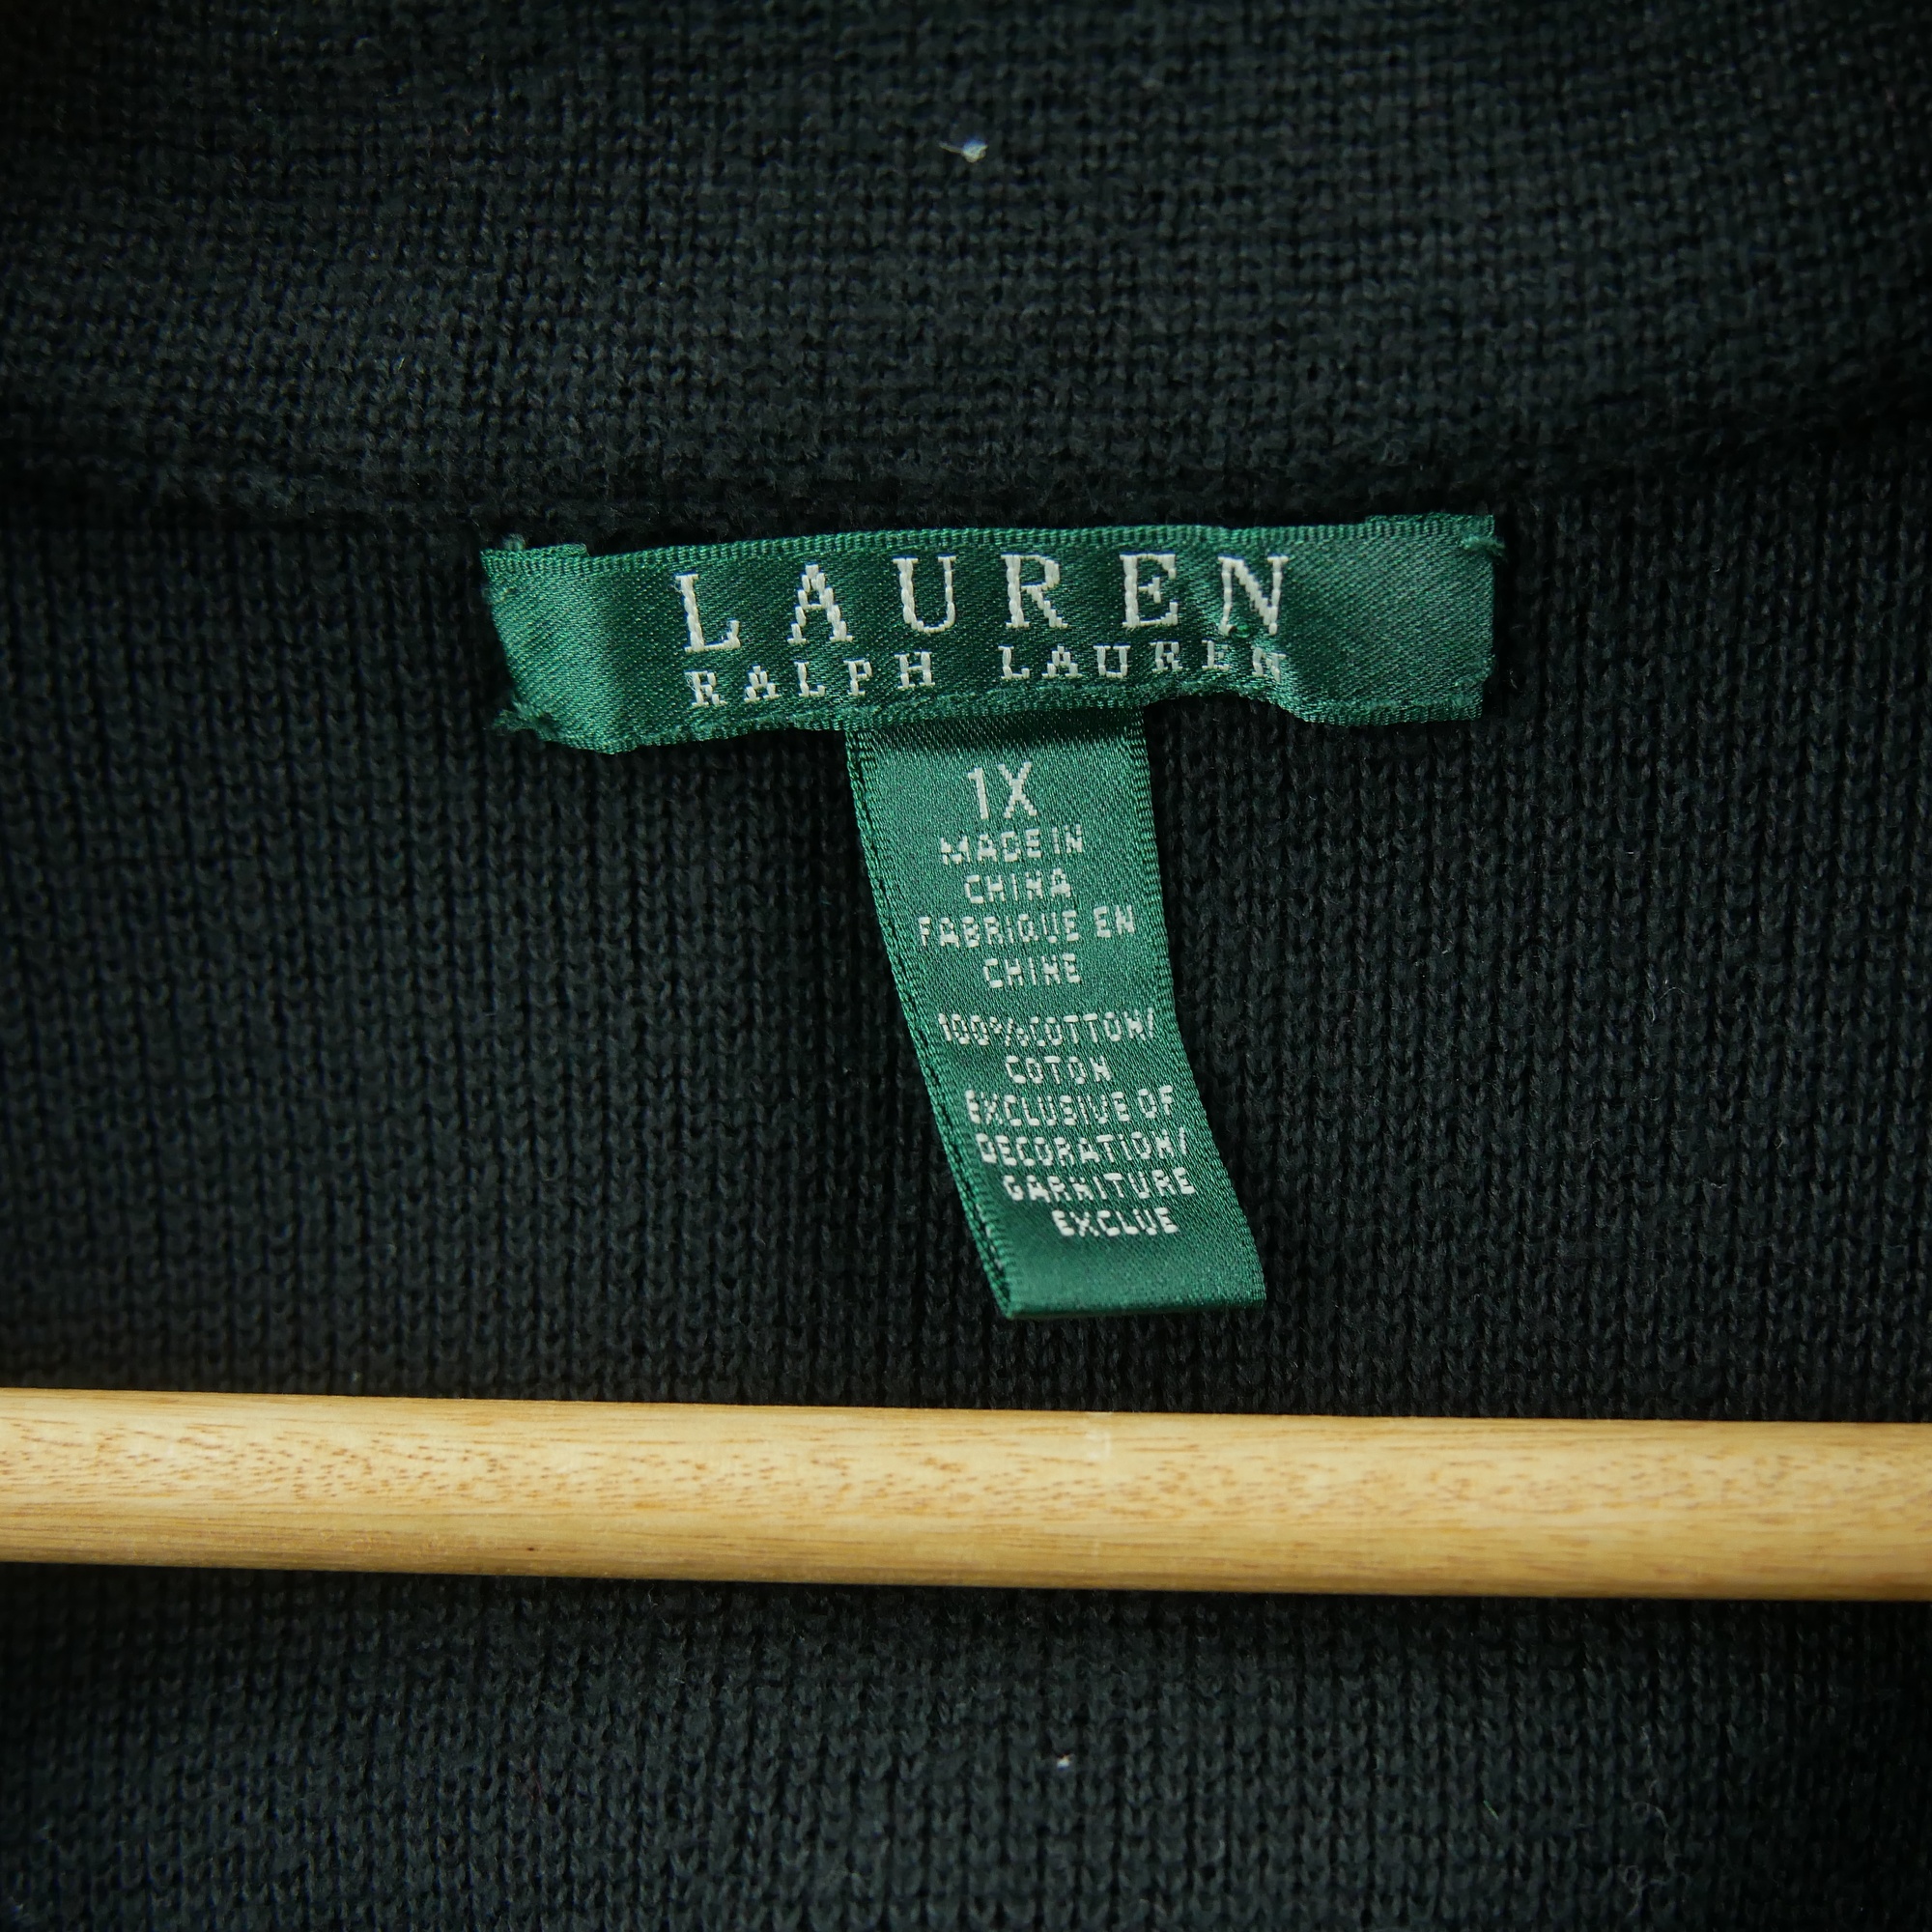 LAUREN
RALPH LAUREN
1X
MADE IN
CHINA
FABRIQUE EN
CHINE
100%COTTON/
COTON
EXCLUSIVE OF
DECORATION/
GARNITURE
EXCLUE